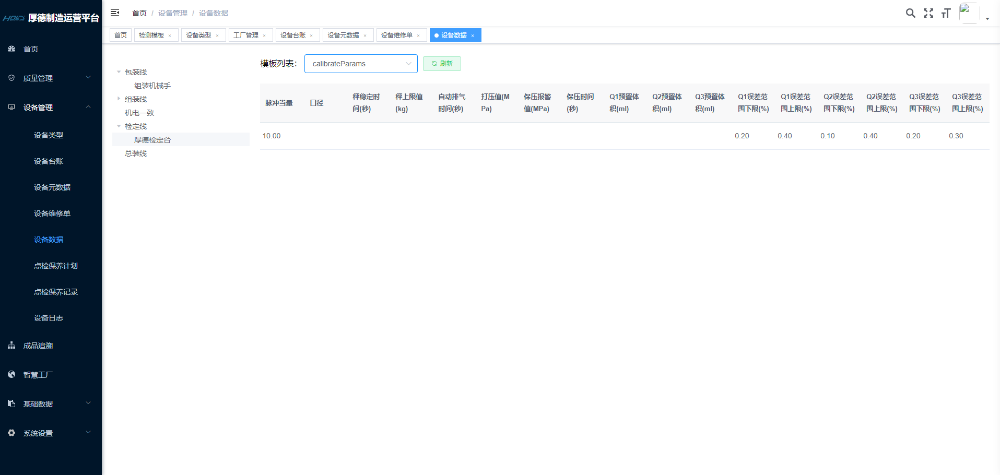 HOLD 厚德制造运营平台
首页
质量管理
设备管理
设备类型
设备台账
设备元数据
设备维修单
设备数据
点检保养计划
点检保养记录
设备日志
成品追溯
智慧工厂
基础数据
系统设置
首页 / 设备管理 / 设备数据
首页 检测模板 × 设备类型 × 工厂管理 × 设备台账 × 设备元数据 × 设备维修单 × 设备数据 ×
包装线
组装机械手
组装线
机电一致
检定线
厚德检定台
总装线
模板列表： calibrateParams 刷新
脉冲当量 口径 秤稳定时间(秒) 秤上限值(kg) 自动排气时间(秒) 打压值(MPa) 保压报警值(MPa) 保压时间(秒) Q1预置体积(ml) Q2预置体积(ml) Q3预置体积(ml) Q1误差范围下限(%) Q1误差范围上限(%) Q2误差范围下限(%) Q2误差范围上限(%) Q3误差范围下限(%) Q3误差范围上限(%)
10.00 0.20 0.40 0.10 0.40 0.20 0.30